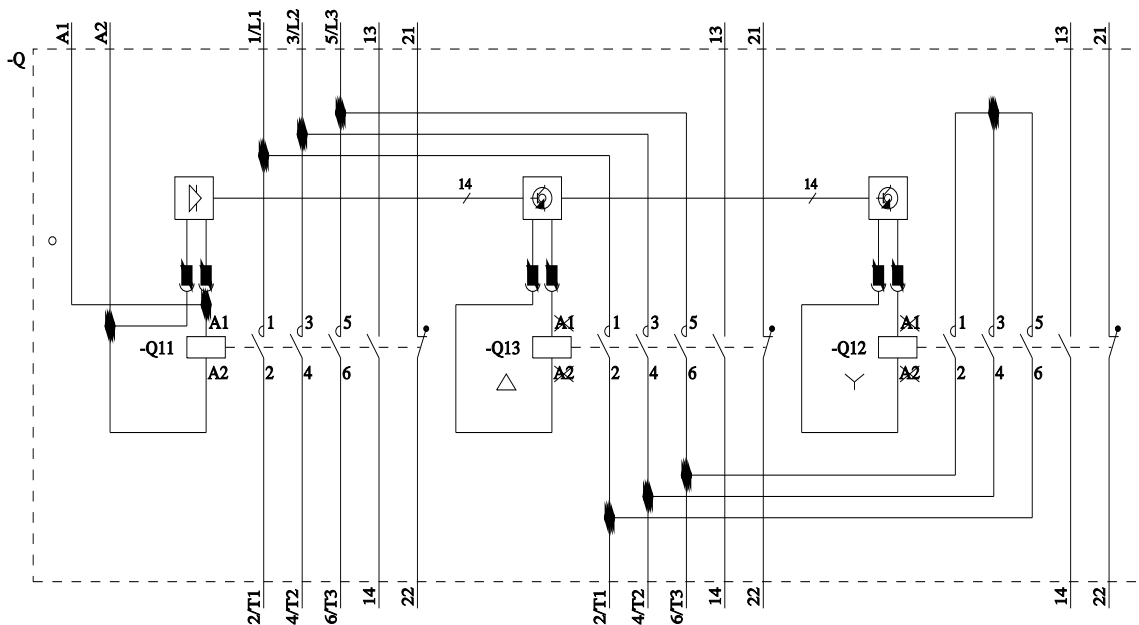 A1 A2 1/L1 3/L2 5/L3 13 21 13 21 13 21
-Q
14 14
A1 1 3 5 A1 1 3 5 A1 1 3 5
-Q11 -Q13 -Q12
A2 2 4 6 A2 2 4 6 A2 2 4 6
2/T1 4/T2 6/T3 14 22 2/T1 4/T2 6/T3 14 22 14 22